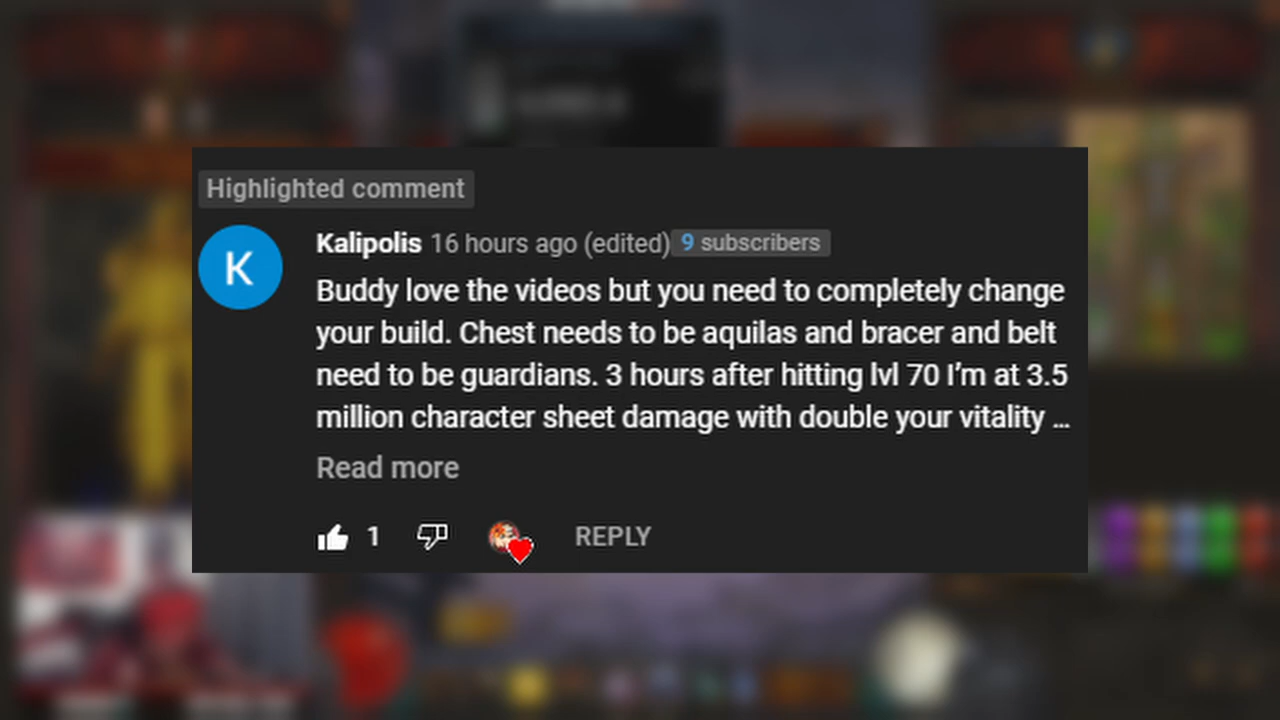 Highlighted comment
K
Kalipolis 16 hours ago (edited) 9 subscribers
Buddy love the videos but you need to completely change
your build. Chest needs to be aquilas and bracer and belt
need to be guardians. 3 hours after hitting lvl 70 I'm at 3.5
million character sheet damage with double your vitality ...
Read more
1 REPLY